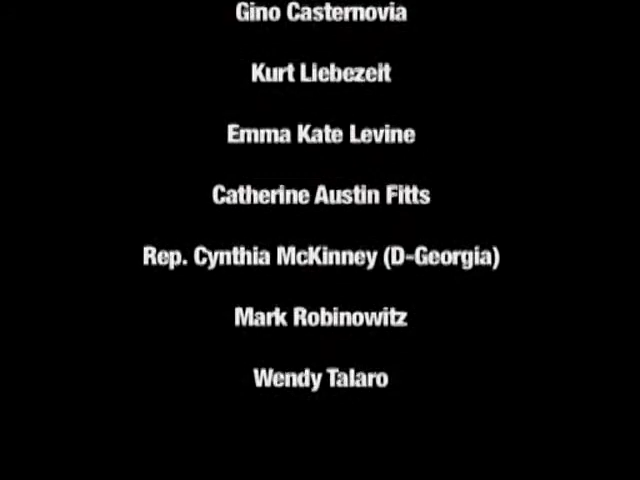 Gino Casternovia
Kurt Liebezeit
Emma Kate Levine
Catherine Austin Fitts
Rep. Cynthia McKinney (D-Georgia)
Mark Robinowitz
Wendy Talaro